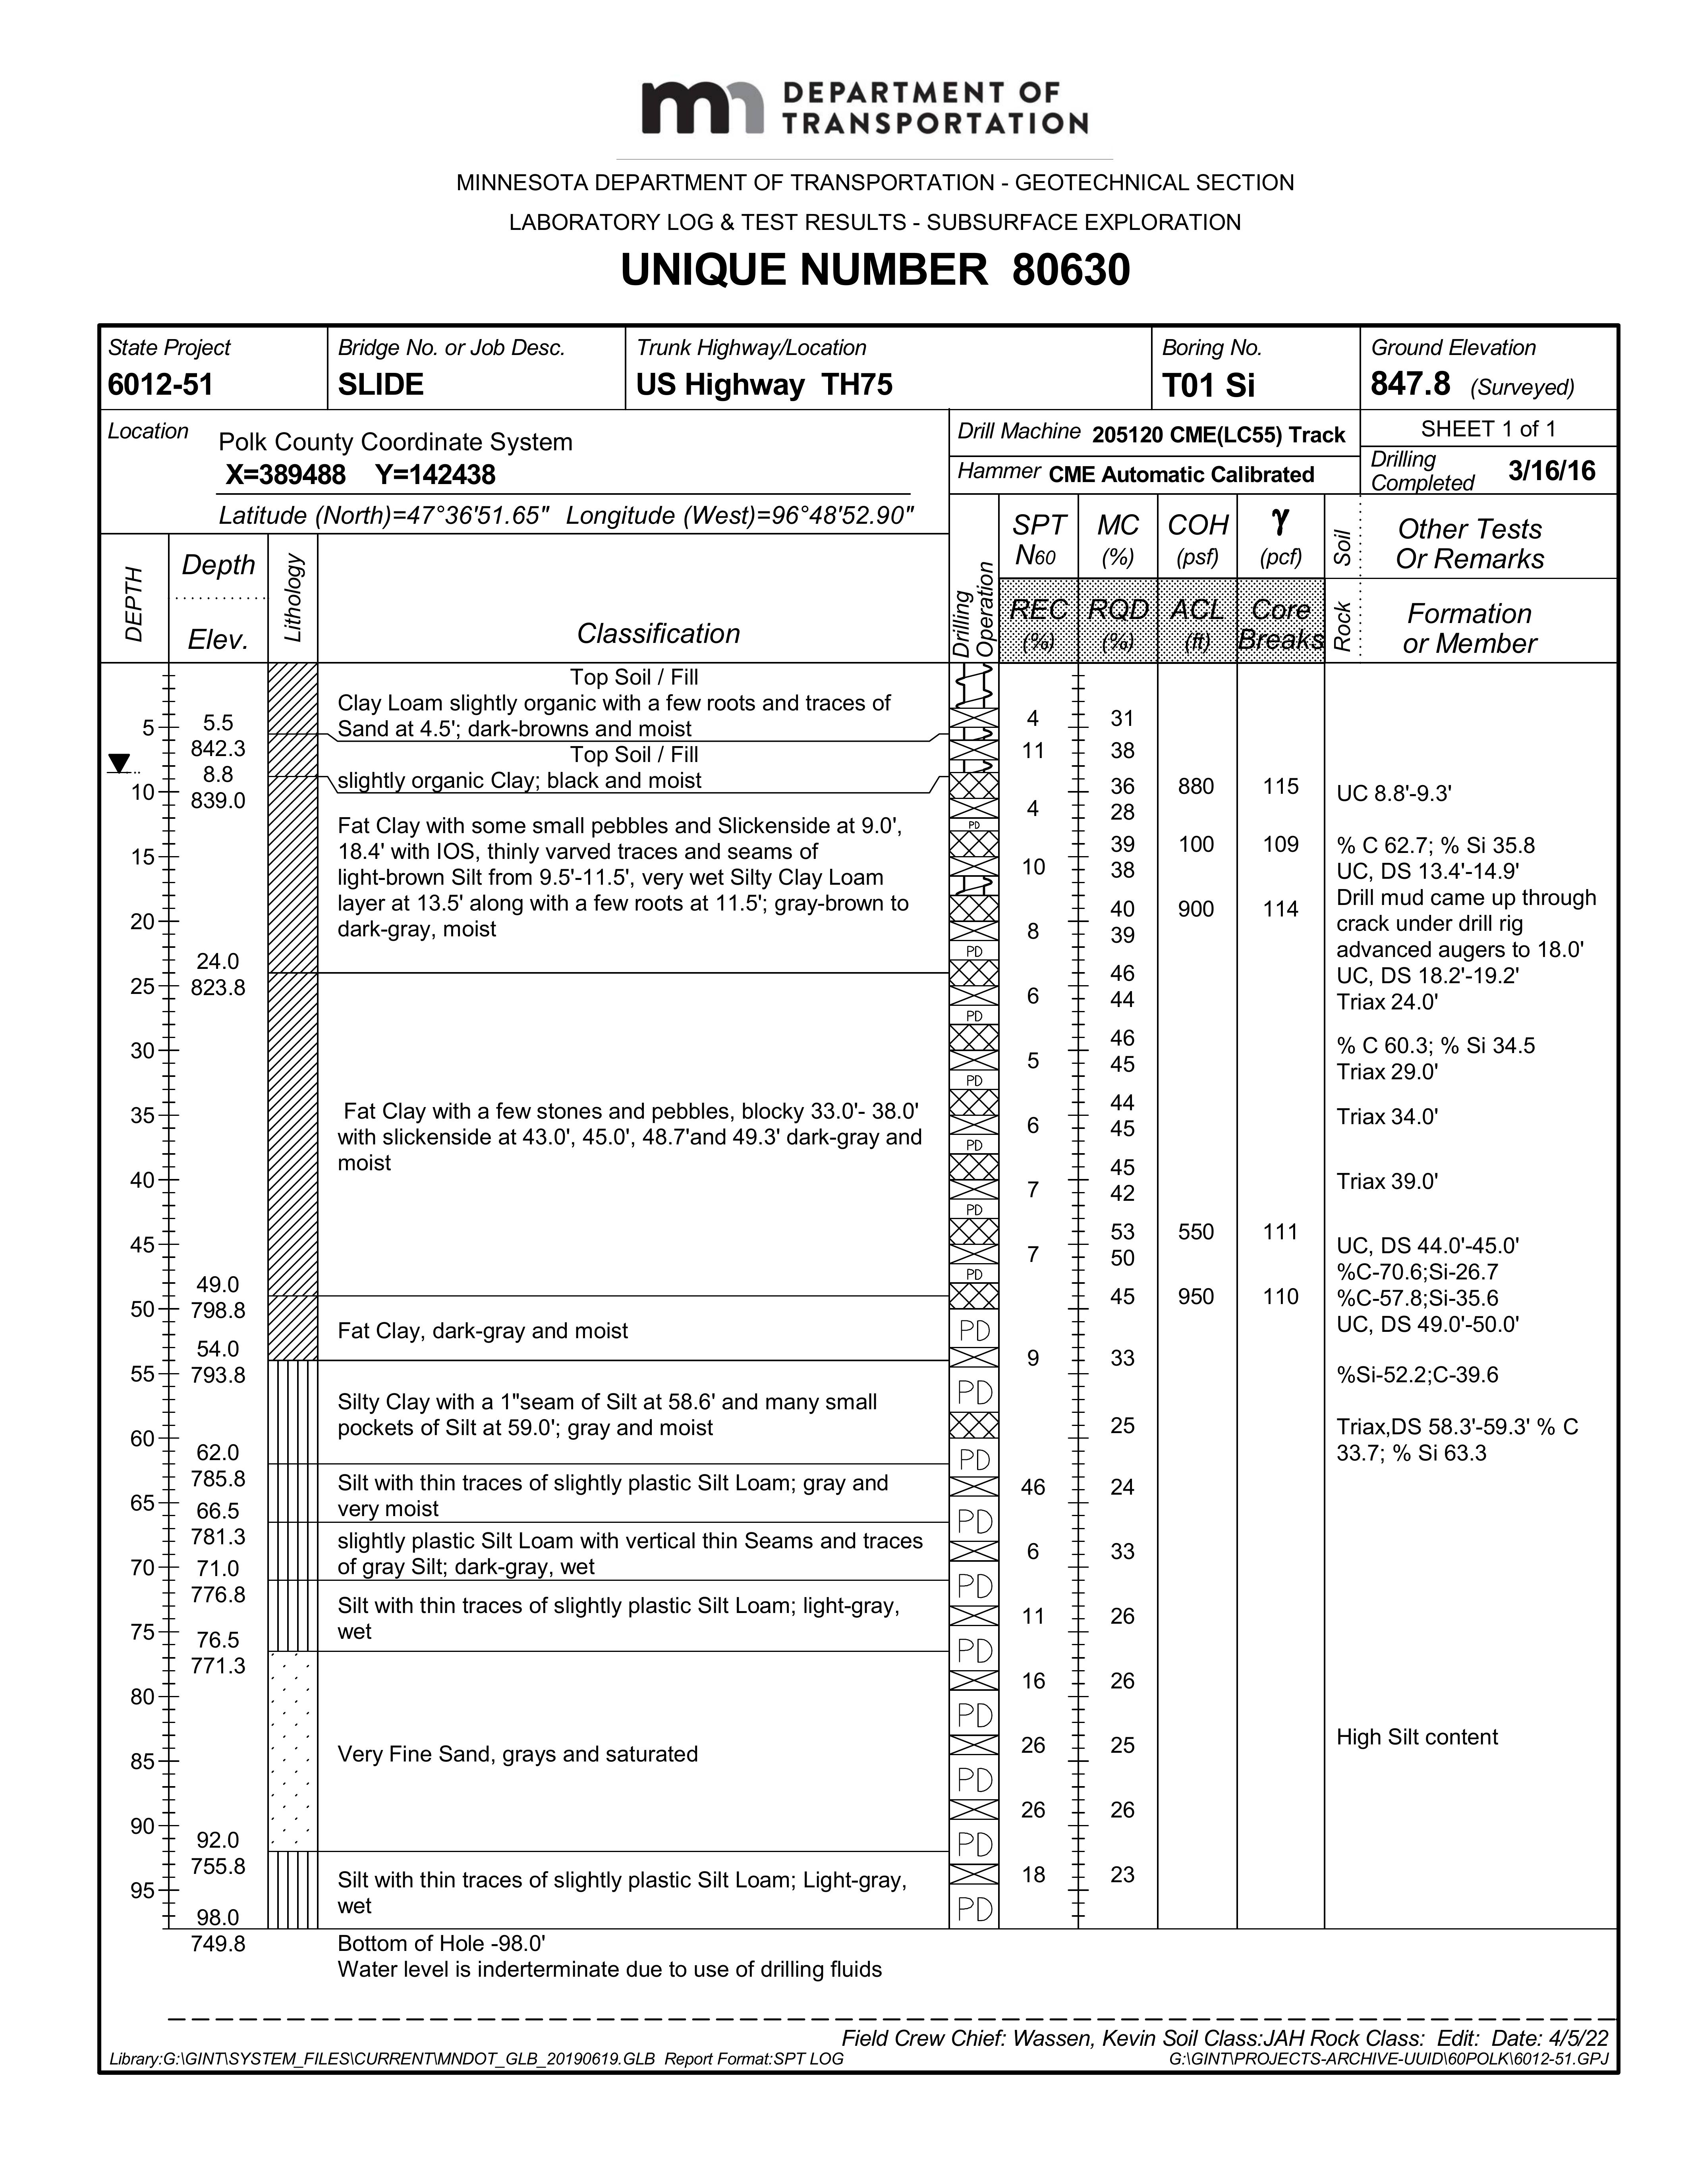 mn DEPARTMENT OF
TRANSPORTATION
MINNESOTA DEPARTMENT OF TRANSPORTATION - GEOTECHNICAL SECTION
LABORATORY LOG & TEST RESULTS - SUBSURFACE EXPLORATION
UNIQUE NUMBER 80630
State Project
6012-51
Bridge No. or Job Desc.
SLIDE
Trunk Highway/Location
US Highway TH75
Boring No.
T01 Si
Ground Elevation
847.8 (Surveyed)
Location
Polk County Coordinate System
X=389488 Y=142438
Latitude (North)=47°36'51.65" Longitude (West)=96°48'52.90"
Drill Machine 205120 CME(LC55) Track
Hammer CME Automatic Calibrated
SHEET 1 of 1
Drilling Completed 3/16/16
DEPTH
Depth
Elev.
Lithology
Classification
Drilling Operation
SPT N60
MC (%)
COH (psf)
γ (pcf)
Soil
Other Tests Or Remarks
REC (%)
RQD (%)
ACL (ft)
Core Breaks
Rock
Formation or Member
Top Soil / Fill
Clay Loam slightly organic with a few roots and traces of
Sand at 4.5'; dark-browns and moist
5 5.5
842.3
4 31
Top Soil / Fill
slightly organic Clay; black and moist
11 38
8.8
839.0
10
36 880 115 UC 8.8'-9.3'
4 28
PD
Fat Clay with some small pebbles and Slickenside at 9.0',
18.4' with IOS, thinly varved traces and seams of
light-brown Silt from 9.5'-11.5', very wet Silty Clay Loam
layer at 13.5' along with a few roots at 11.5'; gray-brown to
dark-gray, moist
15
39 100 109 % C 62.7; % Si 35.8
10 38 UC, DS 13.4'-14.9'
Drill mud came up through
crack under drill rig
advanced augers to 18.0'
UC, DS 18.2'-19.2'
Triax 24.0'
20
40 900 114
8 39
PD
24.0
823.8
25
46
6 44
PD
30
46 % C 60.3; % Si 34.5
5 45 Triax 29.0'
PD
Fat Clay with a few stones and pebbles, blocky 33.0'- 38.0'
with slickenside at 43.0', 45.0', 48.7'and 49.3' dark-gray and
moist
35
44 Triax 34.0'
6 45
PD
40
45 Triax 39.0'
7 42
PD
45
53 550 111 UC, DS 44.0'-45.0'
7 50 %C-70.6;Si-26.7
PD
49.0
798.8
50
45 950 110 %C-57.8;Si-35.6
UC, DS 49.0'-50.0'
PD
Fat Clay, dark-gray and moist
54.0
793.8
55
9 33 %Si-52.2;C-39.6
PD
Silty Clay with a 1"seam of Silt at 58.6' and many small
pockets of Silt at 59.0'; gray and moist
60
25 Triax,DS 58.3'-59.3' % C
33.7; % Si 63.3
PD
62.0
785.8
Silt with thin traces of slightly plastic Silt Loam; gray and
very moist
46 24
65
PD
66.5
781.3
slightly plastic Silt Loam with vertical thin Seams and traces
of gray Silt; dark-gray, wet
6 33
70
PD
71.0
776.8
Silt with thin traces of slightly plastic Silt Loam; light-gray,
wet
11 26
75
PD
76.5
771.3
16 26
80
PD
Very Fine Sand, grays and saturated
26 25 High Silt content
85
PD
26 26
90
PD
92.0
755.8
Silt with thin traces of slightly plastic Silt Loam; Light-gray,
wet
18 23
95
PD
98.0
749.8
Bottom of Hole -98.0'
Water level is inderterminate due to use of drilling fluids
Field Crew Chief: Wassen, Kevin Soil Class:JAH Rock Class: Edit: Date: 4/5/22
Library:G:\GINT\SYSTEM_FILES\CURRENT\MNDOT_GLB_20190619.GLB Report Format:SPT LOG
G:\GINT\PROJECTS-ARCHIVE-UUID\60POLK\6012-51.GPJ